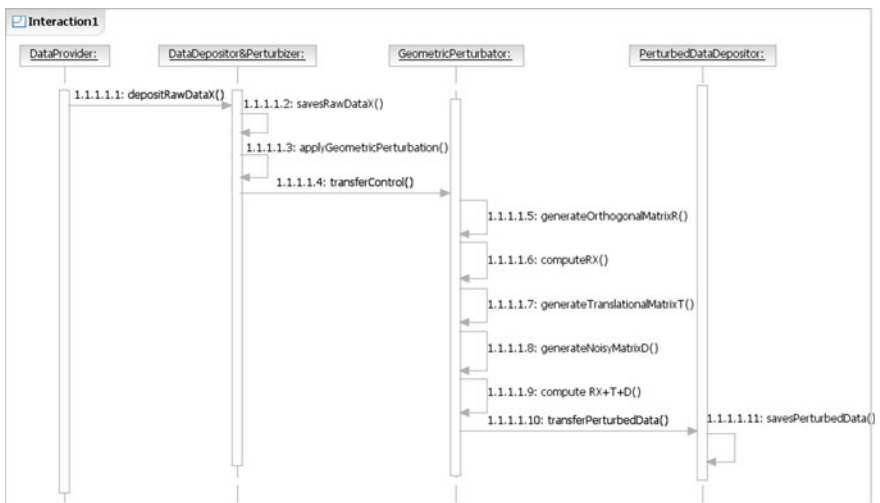 Interaction1
DataProvider:
DataDepositor&Perturbizer:
GeometricPerturbator:
PerturbedDataDepositor:
1.1.1.1.1: depositRawDataX()
1.1.1.1.2: savesRawDataX()
1.1.1.1.3: applyGeometricPerturbation()
1.1.1.1.4: transferControl()
1.1.1.1.5: generateOrthogonalMatrixR()
1.1.1.1.6: computeRX()
1.1.1.1.7: generateTranslationalMatrixT()
1.1.1.1.8: generateNoisyMatrixD()
1.1.1.1.9: compute RX+T+D()
1.1.1.1.10: transferPerturbedData()
1.1.1.1.11: savesPerturbedData()